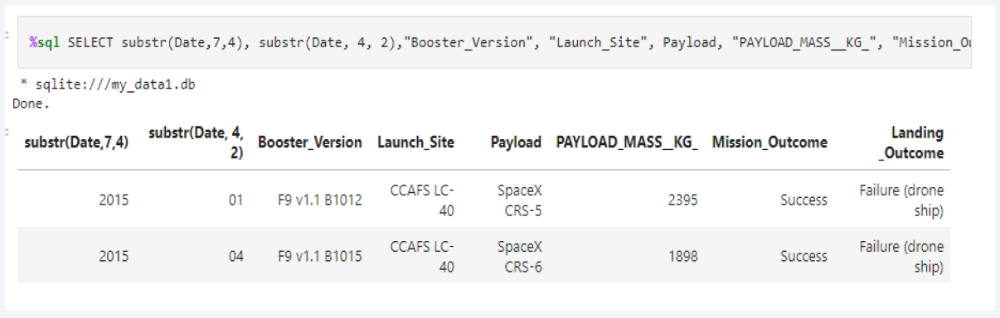 %sql SELECT substr(Date,7,4), substr(Date, 4, 2),"Booster_Version", "Launch_Site", Payload, "PAYLOAD_MASS__KG_", "Mission_Ou
* sqlite:///my_data1.db
Done.
substr(Date,7,4) substr(Date, 4, 2) Booster_Version Launch_Site Payload PAYLOAD_MASS__KG_ Mission_Outcome Landing _Outcome
2015 01 F9 v1.1 B1012 CCAFS LC-40 SpaceX CRS-5 2395 Success Failure (drone ship)
2015 04 F9 v1.1 B1015 CCAFS LC-40 SpaceX CRS-6 1898 Success Failure (drone ship)